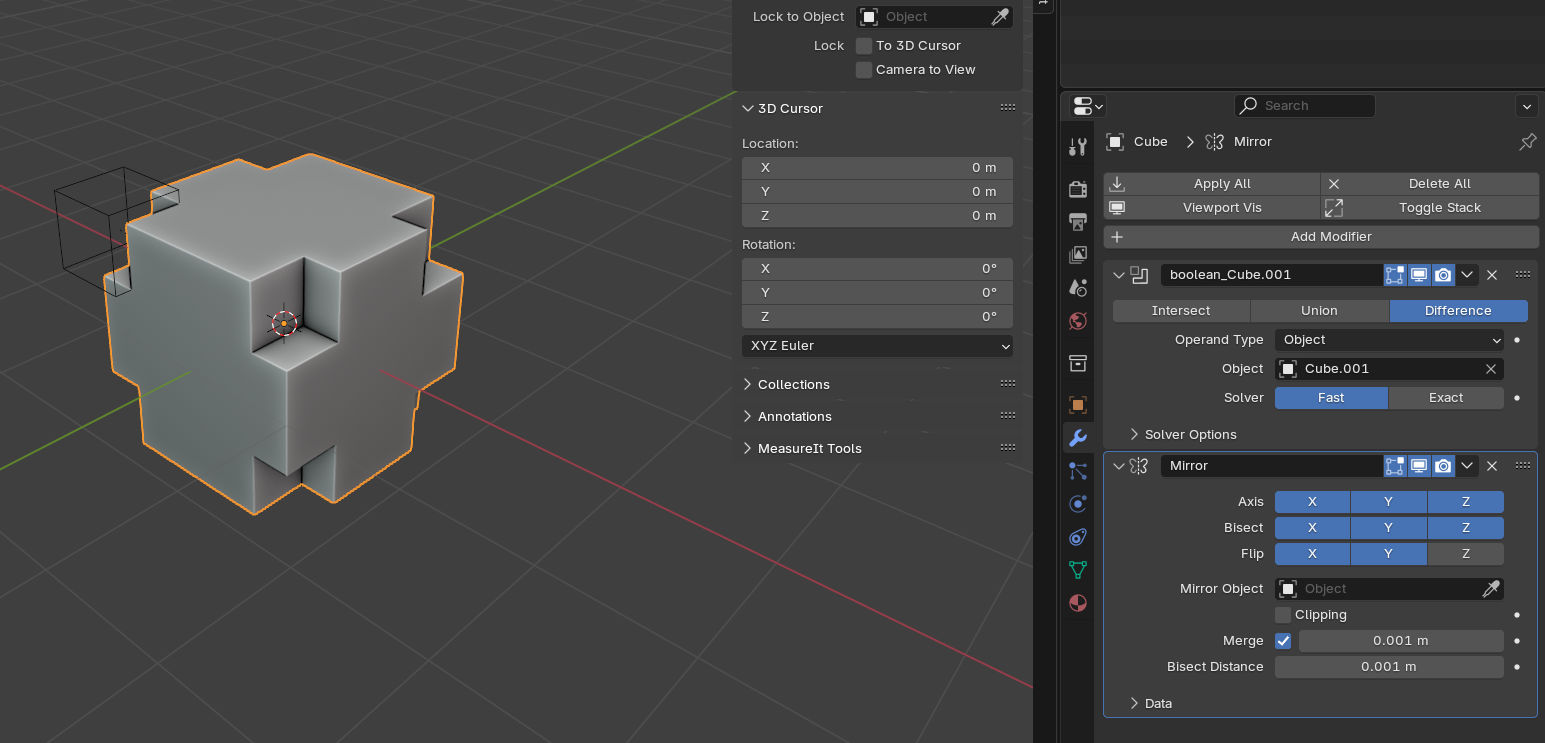 Lock to Object Object
Lock To 3D Cursor
Camera to View
3D Cursor
Location:
X 0 m
Y 0 m
Z 0 m
Rotation:
X 0°
Y 0°
Z 0°
XYZ Euler
Collections
Annotations
MeasureIt Tools
Search
Cube Mirror
Apply All Delete All
Viewport Vis Toggle Stack
Add Modifier
boolean_Cube.001
Intersect Union Difference
Operand Type Object
Object Cube.001
Solver Fast Exact
Solver Options
Mirror
Axis X Y Z
Bisect X Y Z
Flip X Y Z
Mirror Object Object
Clipping
Merge 0.001 m
Bisect Distance 0.001 m
Data